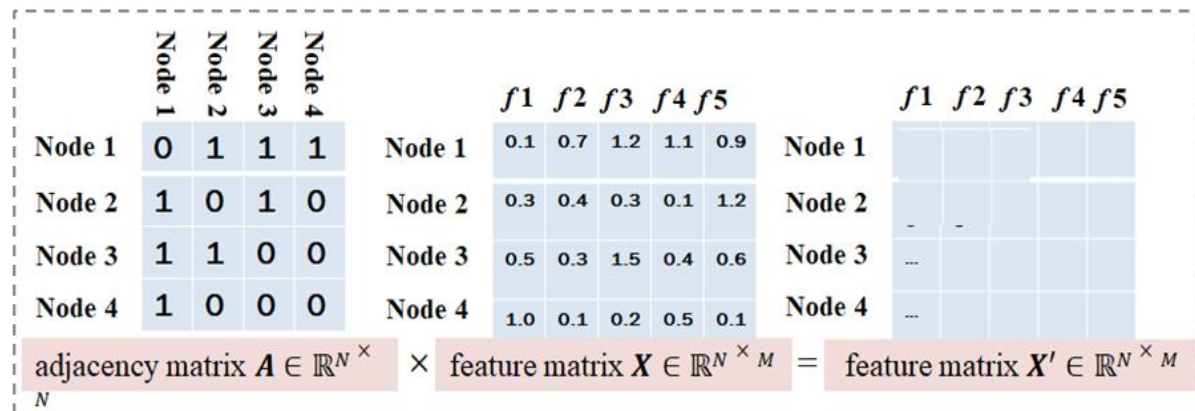 Node 1 Node 2 Node 3 Node 4
Node 1 0 1 1 1
Node 2 1 0 1 0
Node 3 1 1 0 0
Node 4 1 0 0 0
f1 f2 f3 f4 f5
Node 1 0.1 0.7 1.2 1.1 0.9
Node 2 0.3 0.4 0.3 0.1 1.2
Node 3 0.5 0.3 1.5 0.4 0.6
Node 4 1.0 0.1 0.2 0.5 0.1
f1 f2 f3 f4 f5
Node 1
Node 2
Node 3 ...
Node 4 ...
adjacency matrix A ∈ ℝ^N × N × feature matrix X ∈ ℝ^N × M = feature matrix X′ ∈ ℝ^N × M